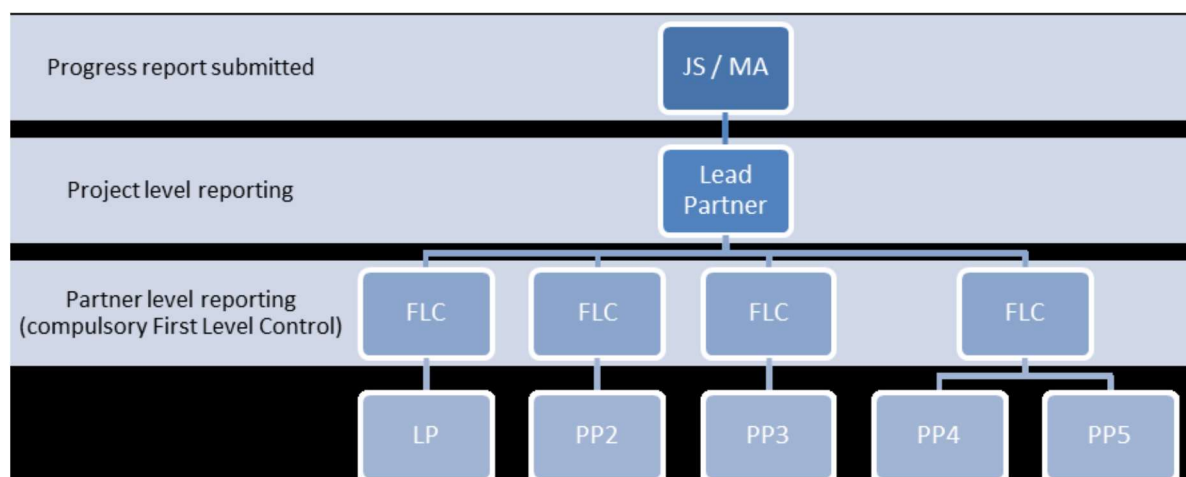 Progress report submitted
JS / MA
Project level reporting
Lead
Partner
Partner level reporting
(compulsory First Level Control)
FLC
FLC
FLC
FLC
LP
PP2
PP3
PP4
PP5